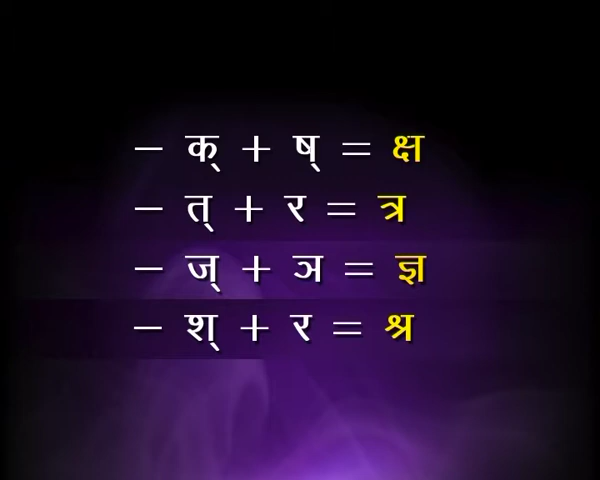 – क् + ष् = क्ष
– त् + र = त्र
– ज् + ञ = ज्ञ
– श् + र = श्र